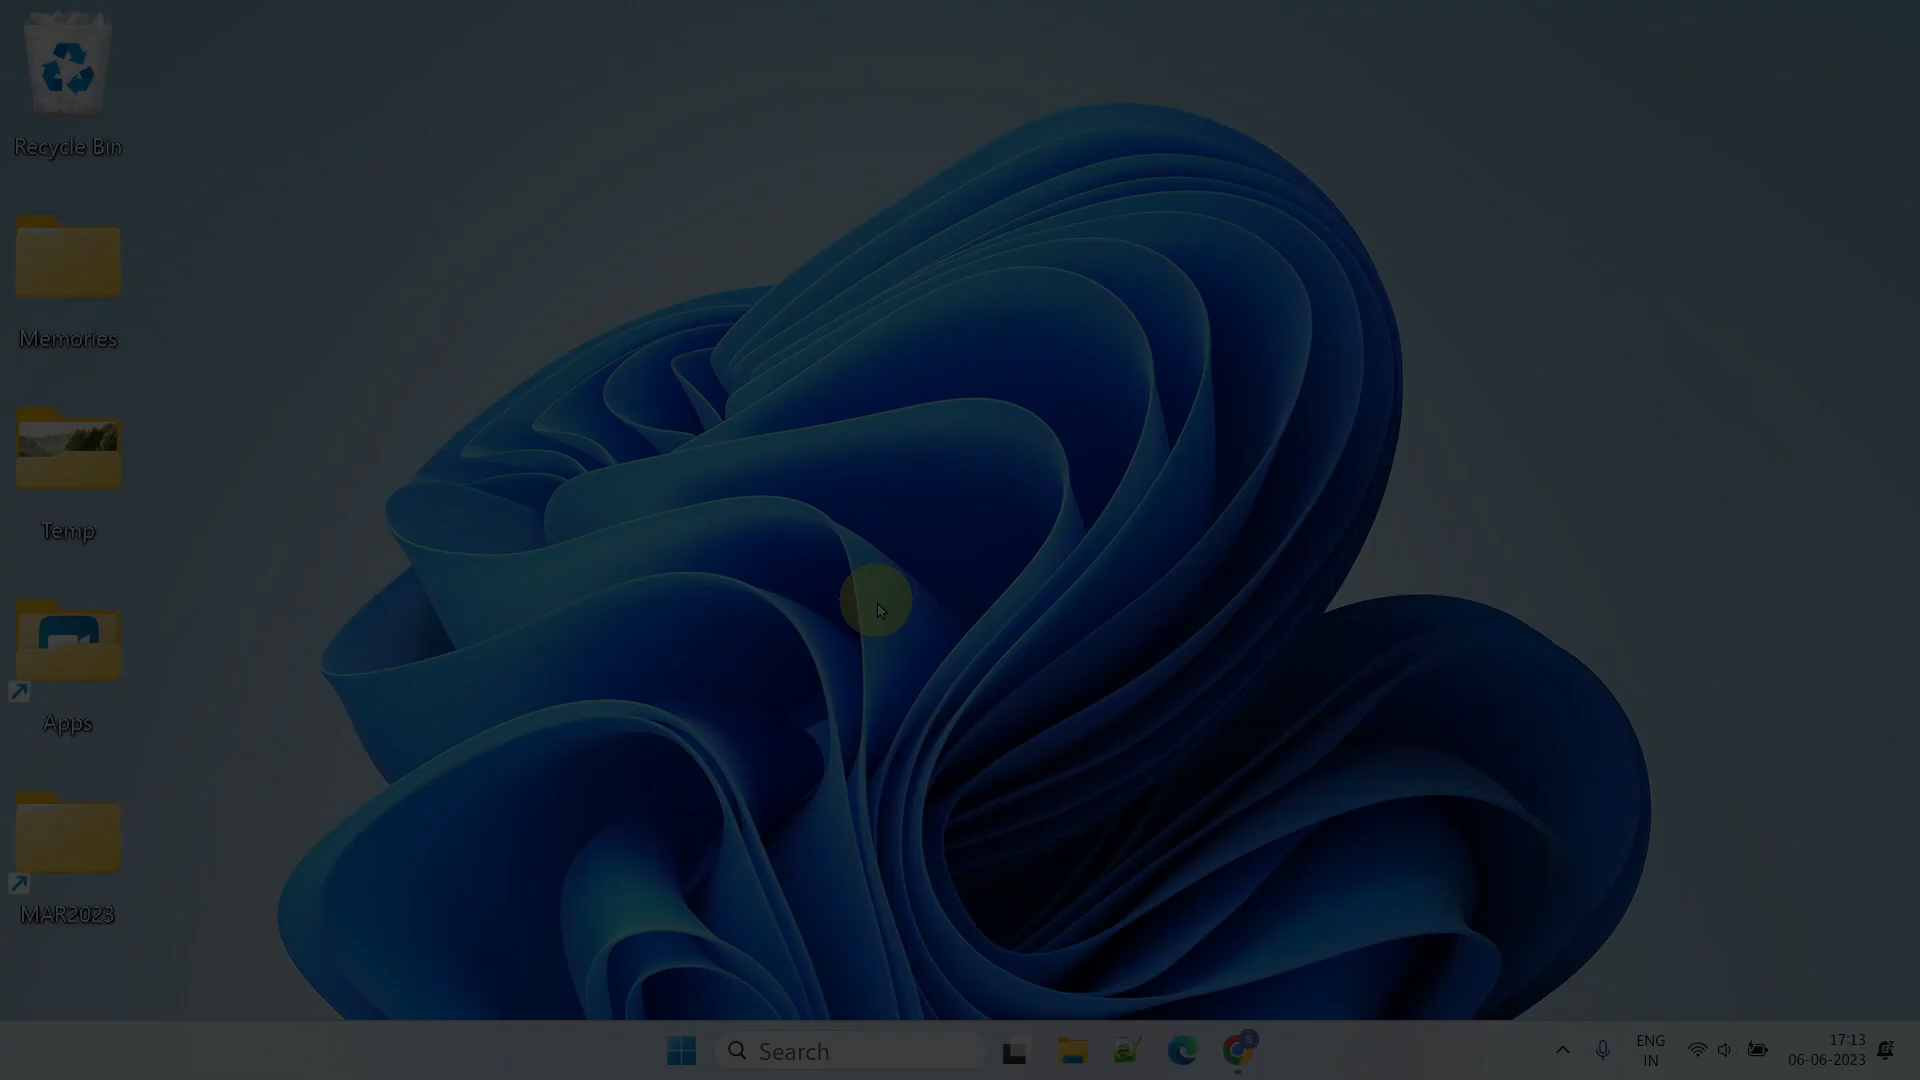 Recycle Bin
Memories
Temp
Apps
MAR2023
Search
S
ENG
IN
17:13
06-06-2023